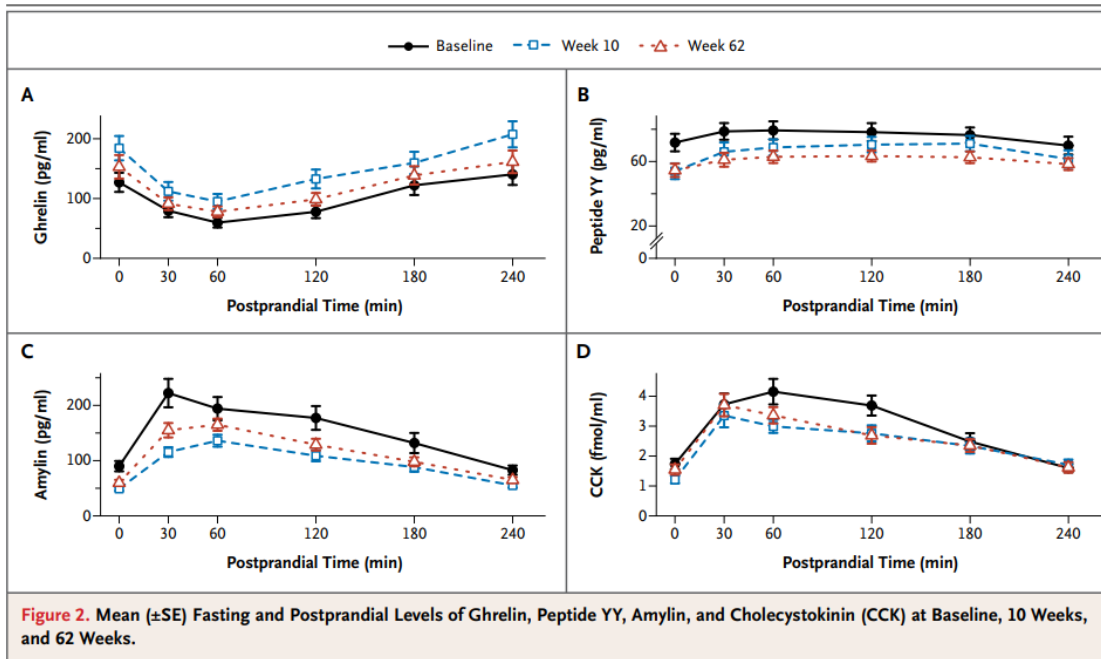 Baseline Week 10 Week 62
A
Ghrelin (pg/ml)
200
100
0
0 30 60 120 180 240
Postprandial Time (min)
B
Peptide YY (pg/ml)
60
20
0
0 30 60 120 180 240
Postprandial Time (min)
C
Amylin (pg/ml)
200
100
0
0 30 60 120 180 240
Postprandial Time (min)
D
CCK (fmol/ml)
4
3
2
1
0
0 30 60 120 180 240
Postprandial Time (min)
Figure 2. Mean (±SE) Fasting and Postprandial Levels of Ghrelin, Peptide YY, Amylin, and Cholecystokinin (CCK) at Baseline, 10 Weeks,
and 62 Weeks.